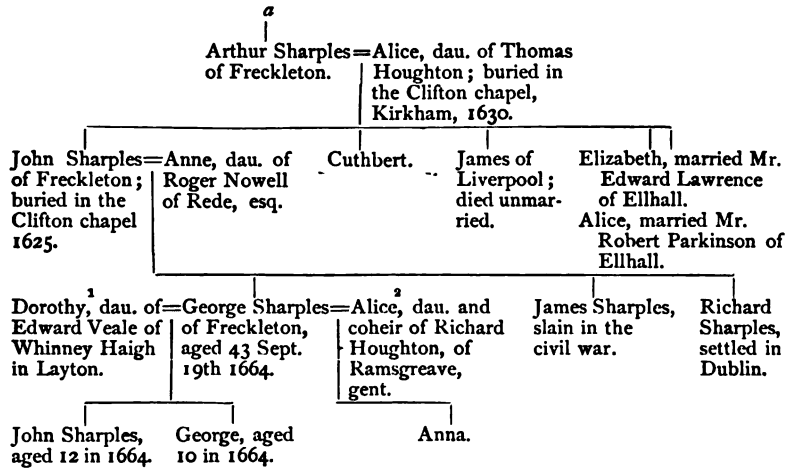 a
Arthur Sharples=Alice, dau. of Thomas
of Freckleton. Houghton; buried in
the Clifton chapel,
Kirkham, 1630.
John Sharples=Anne, dau. of
of Freckleton; Roger Nowell
buried in the of Rede, esq.
Clifton chapel
1625.
Cuthbert.
James of
Liverpool;
died unmar-
ried.
Elizabeth, married Mr.
Edward Lawrence
of Ellhall.
Alice, married Mr.
Robert Parkinson of
Ellhall.
Dorothy,¹ dau. of=George Sharples=Alice,² dau. and
Edward Veale of of Freckleton, coheir of Richard
Whinney Haigh aged 43 Sept. Houghton, of
in Layton. 19th 1664. Ramsgreave,
gent.
James Sharples,
slain in the
civil war.
Richard
Sharples,
settled in
Dublin.
John Sharples,
aged 12 in 1664.
George, aged
10 in 1664.
Anna.